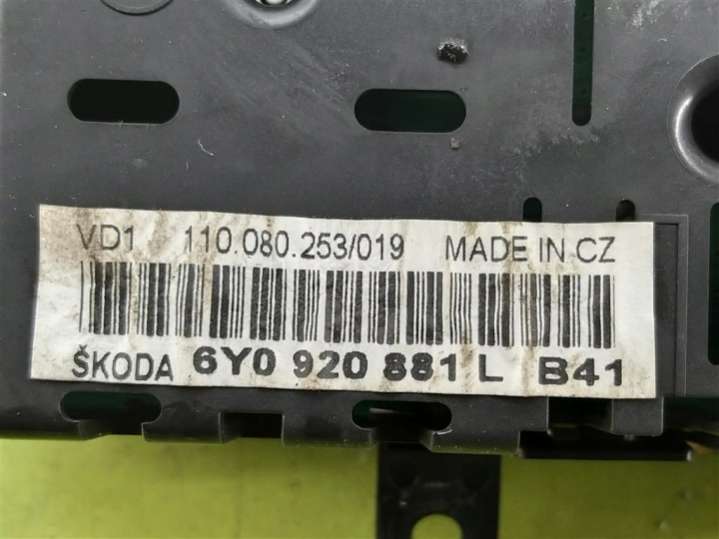 VD1 110.080.253/019 MADE IN CZ
ŠKODA 6Y0 920 881 L B41